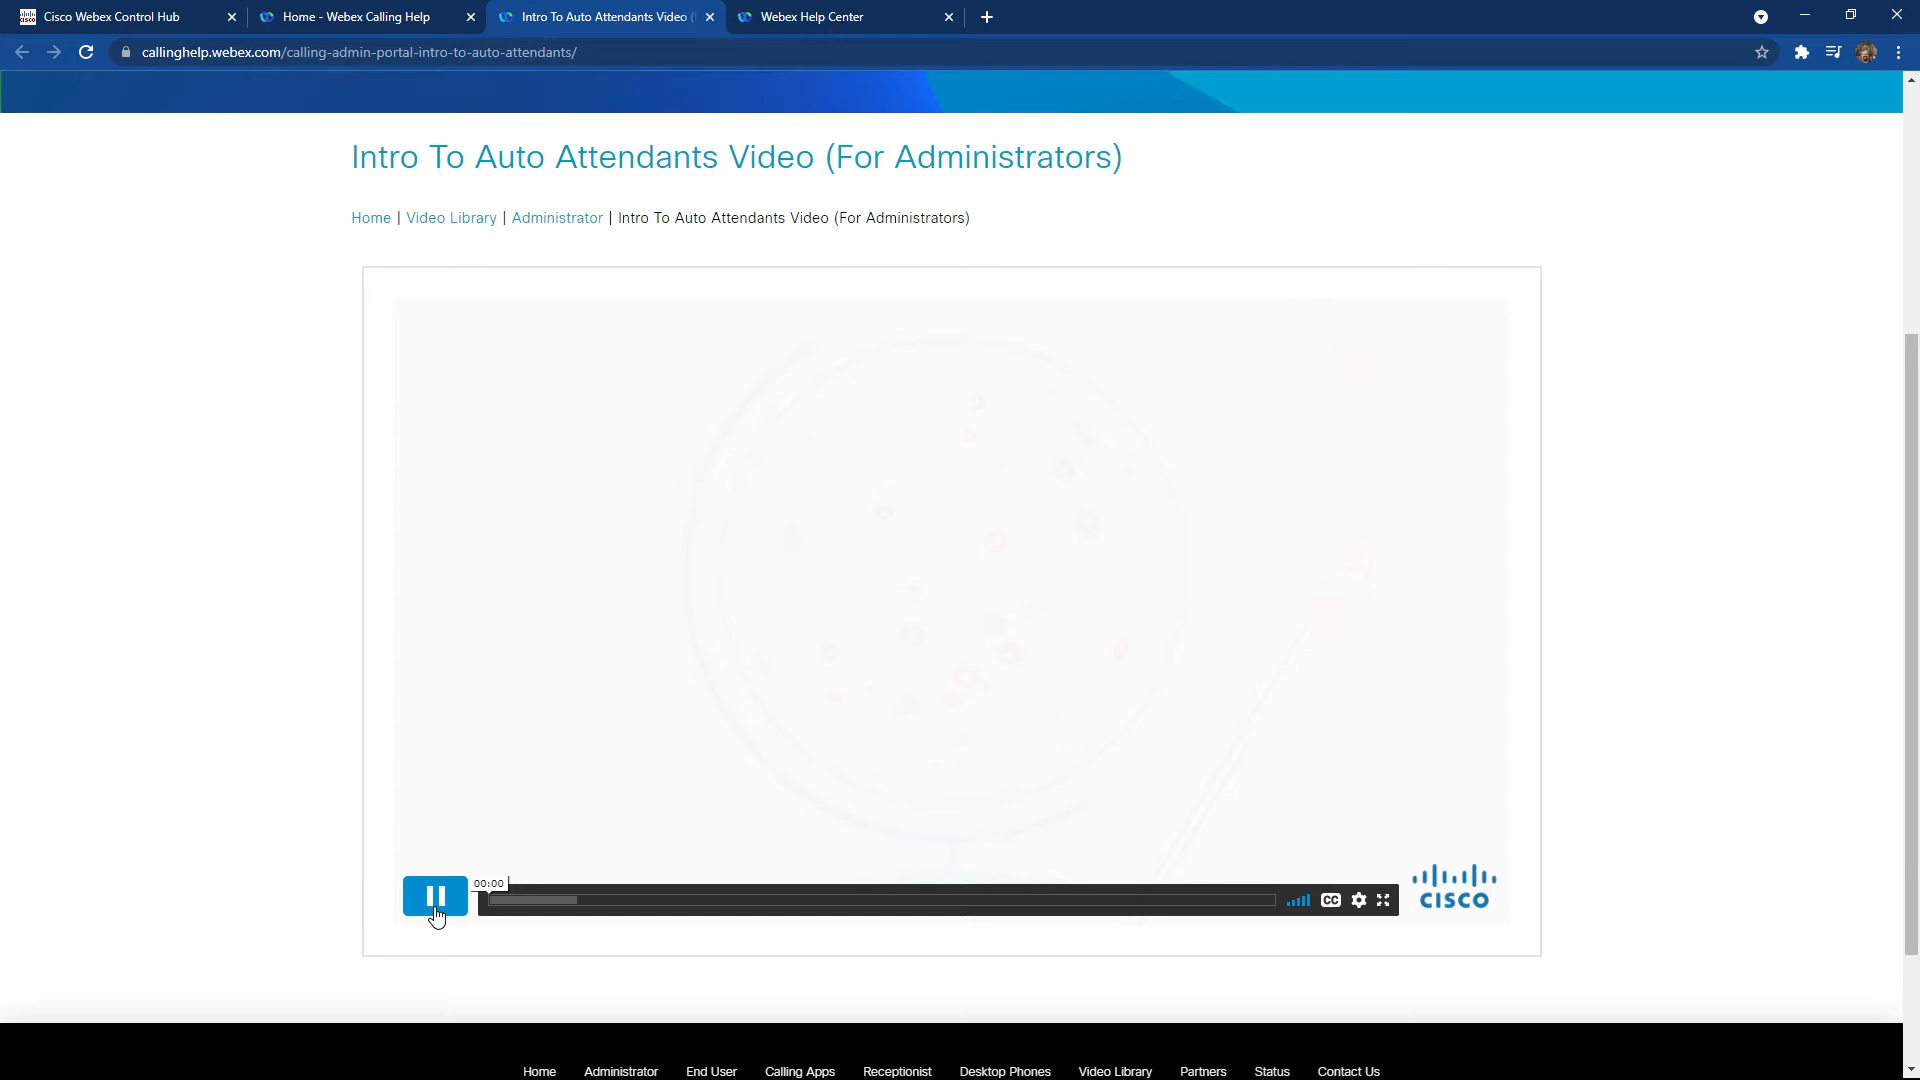 Cisco Webex Control Hub
Home - Webex Calling Help
Intro To Auto Attendants Video (
Webex Help Center
callinghelp.webex.com/calling-admin-portal-intro-to-auto-attendants/
Intro To Auto Attendants Video (For Administrators)
Home | Video Library | Administrator | Intro To Auto Attendants Video (For Administrators)
00:00
CC
CISCO
Home Administrator End User Calling Apps Receptionist Desktop Phones Video Library Partners Status Contact Us